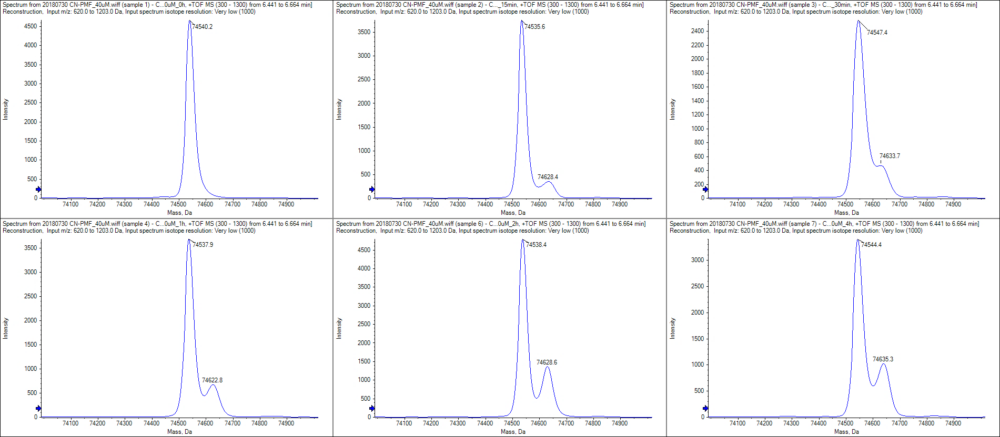 Spectrum from 20180730 CN-PMF_40uM.wiff (sample 1) - C...0uM_0h, +TOF MS (300 - 1300) from 6.441 to 6.664 min]
Reconstruction, Input m/z: 620.0 to 1203.0 Da, Input spectrum isotope resolution: Very low (1000)
74540.2
4500
4000
3500
3000
2500
2000
1500
1000
500
0
Intensity
74100 74200 74300 74400 74500 74600 74700 74800 74900
Mass, Da
Spectrum from 20180730 CN-PMF_40uM.wiff (sample 2) - C..._15min, +TOF MS (300 - 1300) from 6.441 to 6.664 min]
Reconstruction, Input m/z: 620.0 to 1203.0 Da, Input spectrum isotope resolution: Very low (1000)
74535.6
74628.4
3500
3000
2500
2000
1500
1000
500
0
Intensity
74100 74200 74300 74400 74500 74600 74700 74800 74900
Mass, Da
Spectrum from 20180730 CN-PMF_40uM.wiff (sample 3) - C..._30min, +TOF MS (300 - 1300) from 6.441 to 6.664 min]
Reconstruction, Input m/z: 620.0 to 1203.0 Da, Input spectrum isotope resolution: Very low (1000)
74547.4
74633.7
2400
2200
2000
1800
1600
1400
1200
1000
800
600
400
200
0
Intensity
74100 74200 74300 74400 74500 74600 74700 74800 74900
Mass, Da
Spectrum from 20180730 CN-PMF_40uM.wiff (sample 4) - C...0uM_1h, +TOF MS (300 - 1300) from 6.441 to 6.664 min]
Reconstruction, Input m/z: 620.0 to 1203.0 Da, Input spectrum isotope resolution: Very low (1000)
74537.9
74622.8
3500
3000
2500
2000
1500
1000
500
0
Intensity
74100 74200 74300 74400 74500 74600 74700 74800 74900
Mass, Da
Spectrum from 20180730 CN-PMF_40uM.wiff (sample 6) - C...0uM_2h, +TOF MS (300 - 1300) from 6.441 to 6.664 min]
Reconstruction, Input m/z: 620.0 to 1203.0 Da, Input spectrum isotope resolution: Very low (1000)
74538.4
74628.6
4500
4000
3500
3000
2500
2000
1500
1000
500
0
Intensity
74100 74200 74300 74400 74500 74600 74700 74800 74900
Mass, Da
Spectrum from 20180730 CN-PMF_40uM.wiff (sample 7) - C...0uM_4h, +TOF MS (300 - 1300) from 6.441 to 6.664 min]
Reconstruction, Input m/z: 620.0 to 1203.0 Da, Input spectrum isotope resolution: Very low (1000)
74544.4
74635.3
3000
2500
2000
1500
1000
500
0
Intensity
74100 74200 74300 74400 74500 74600 74700 74800 74900
Mass, Da